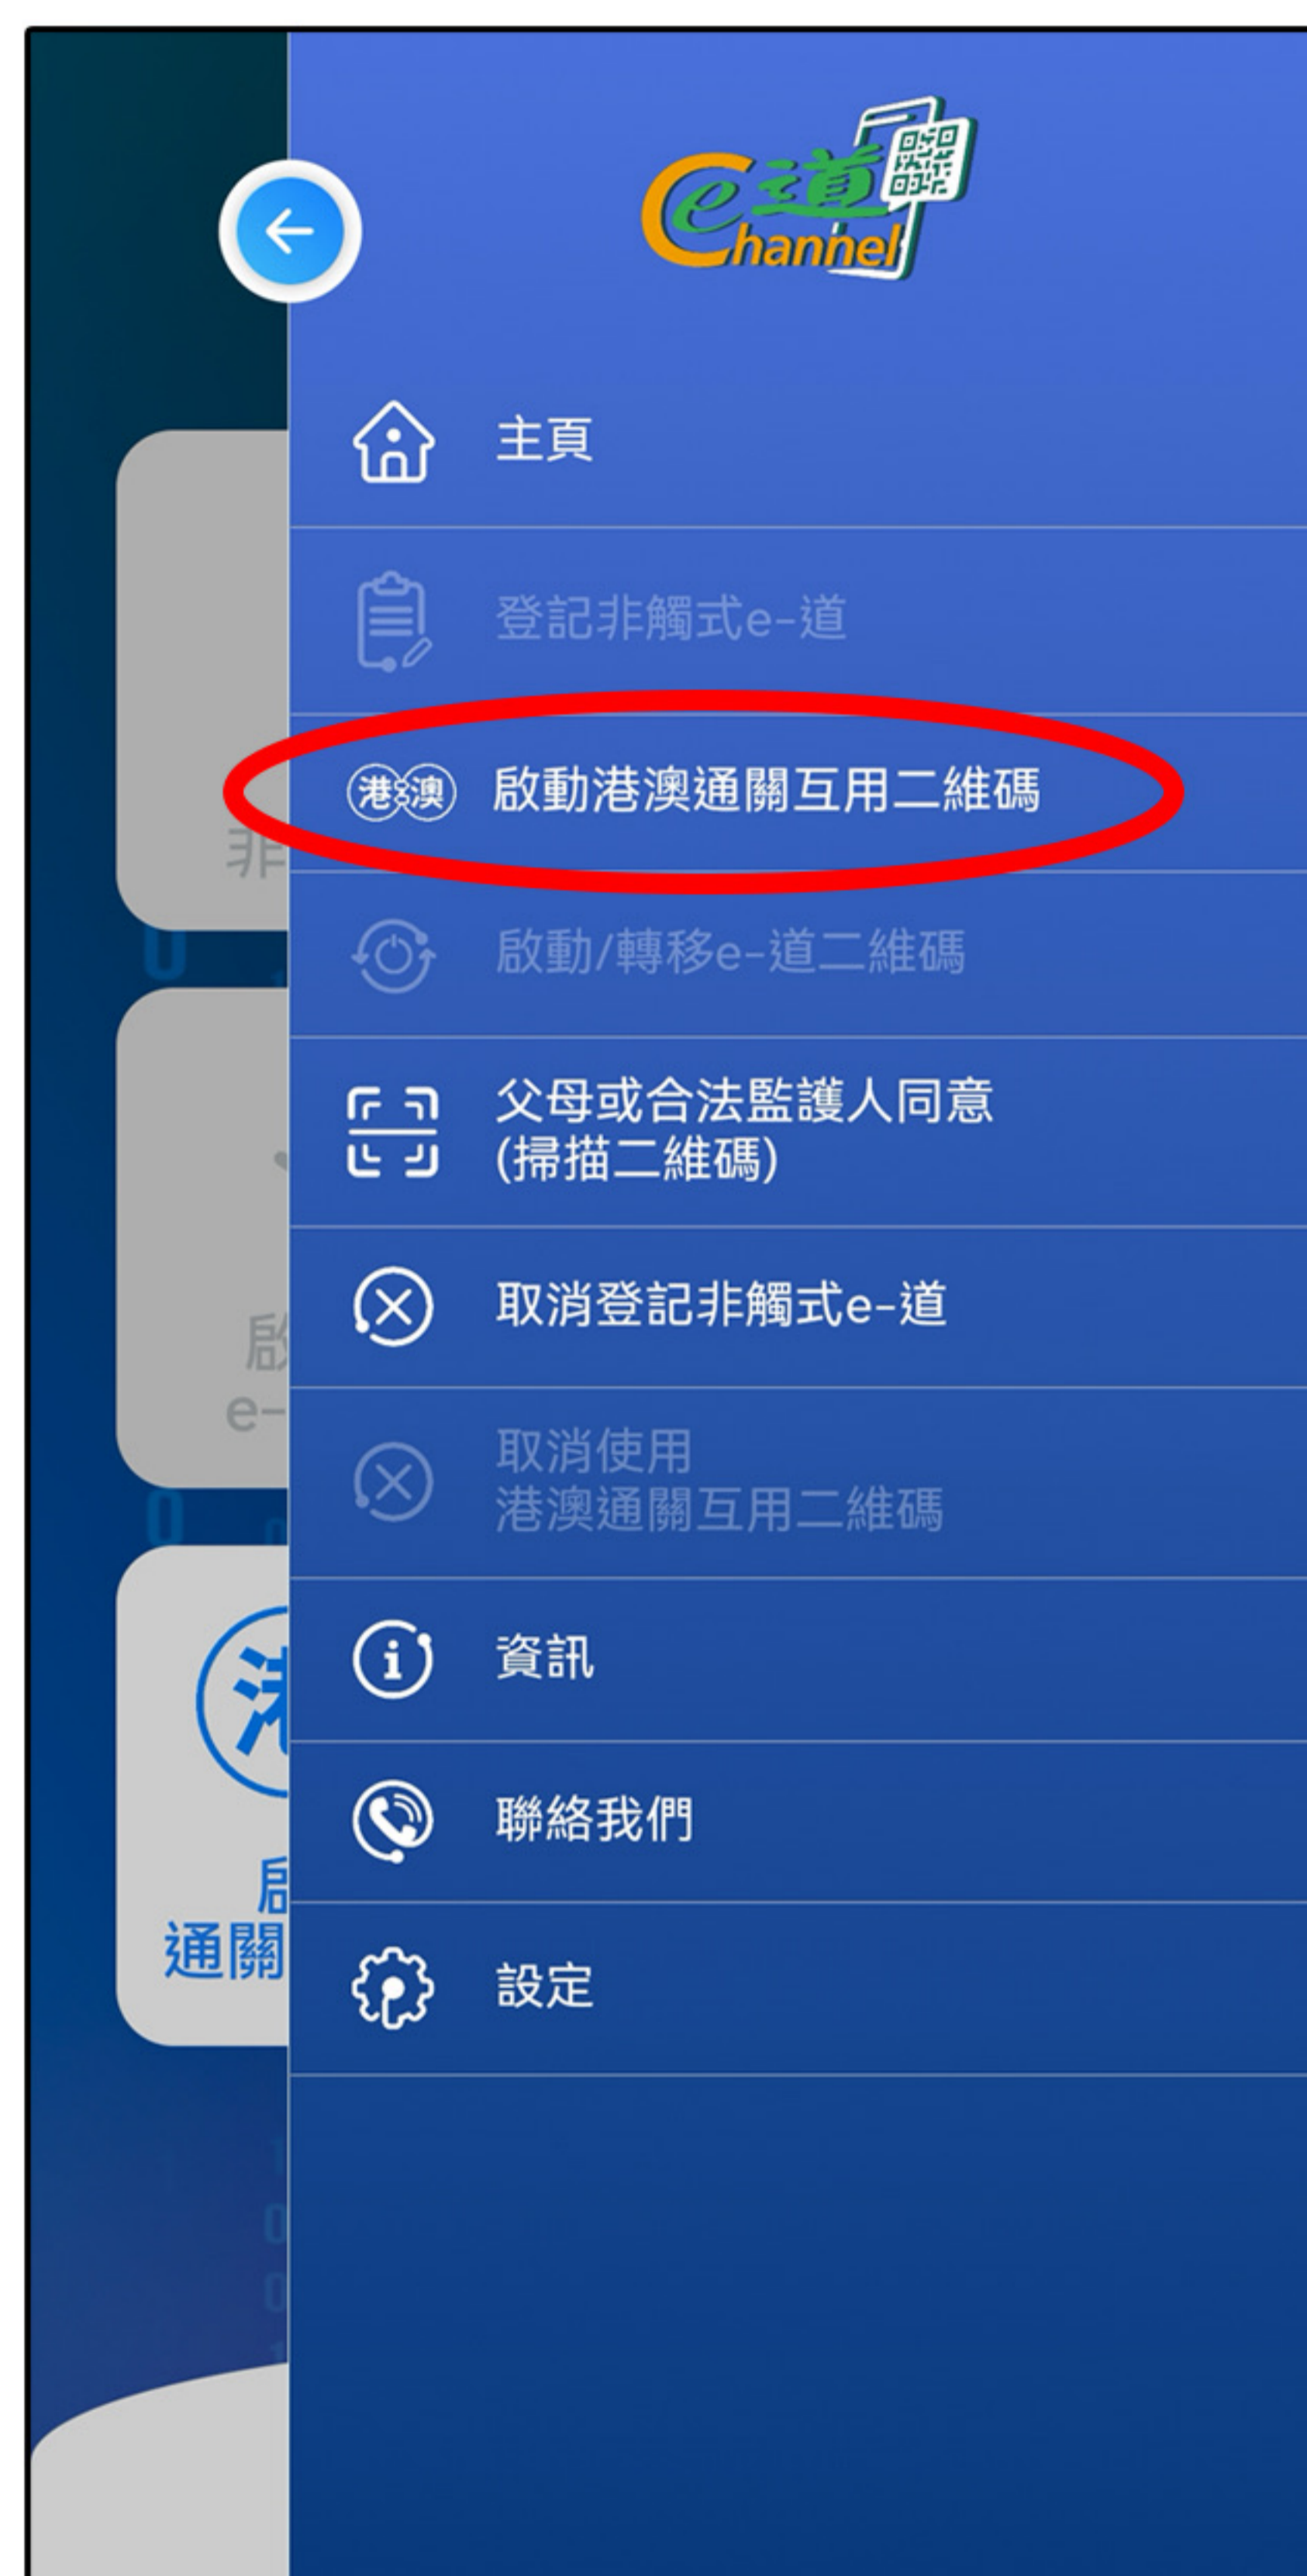 e道
Channel
主頁
登記非觸式e-道
港澳 啟動港澳通關互用二維碼
非
啟動/轉移e-道二維碼
父母或合法監護人同意
(掃描二維碼)
取消登記非觸式e-道
e-
取消使用
港澳通關互用二維碼
資訊
聯絡我們
通關
設定